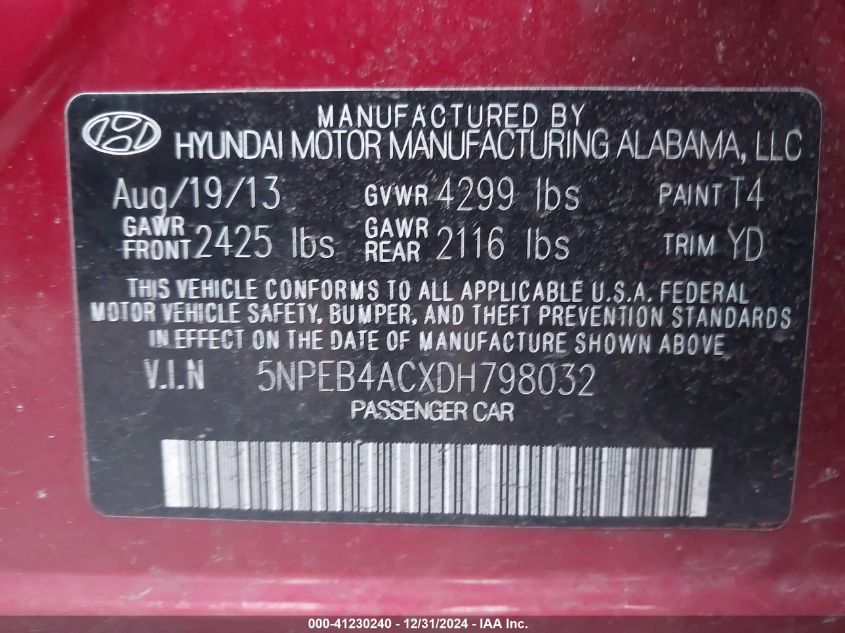 MANUFACTURED BY
HYUNDAI MOTOR MANUFACTURING ALABAMA, LLC
Aug/19/13 GVWR 4299 lbs PAINT T4
GAWR FRONT 2425 lbs GAWR REAR 2116 lbs TRIM YD
THIS VEHICLE CONFORMS TO ALL APPLICABLE U.S.A. FEDERAL
MOTOR VEHICLE SAFETY, BUMPER, AND THEFT PREVENTION STANDARDS
IN EFFECT ON THE DATE OF MANUFACTURE SHOWN ABOVE.
V.I.N 5NPEB4ACXDH798032
PASSENGER CAR
000-41230240 - 12/31/2024 - IAA Inc.